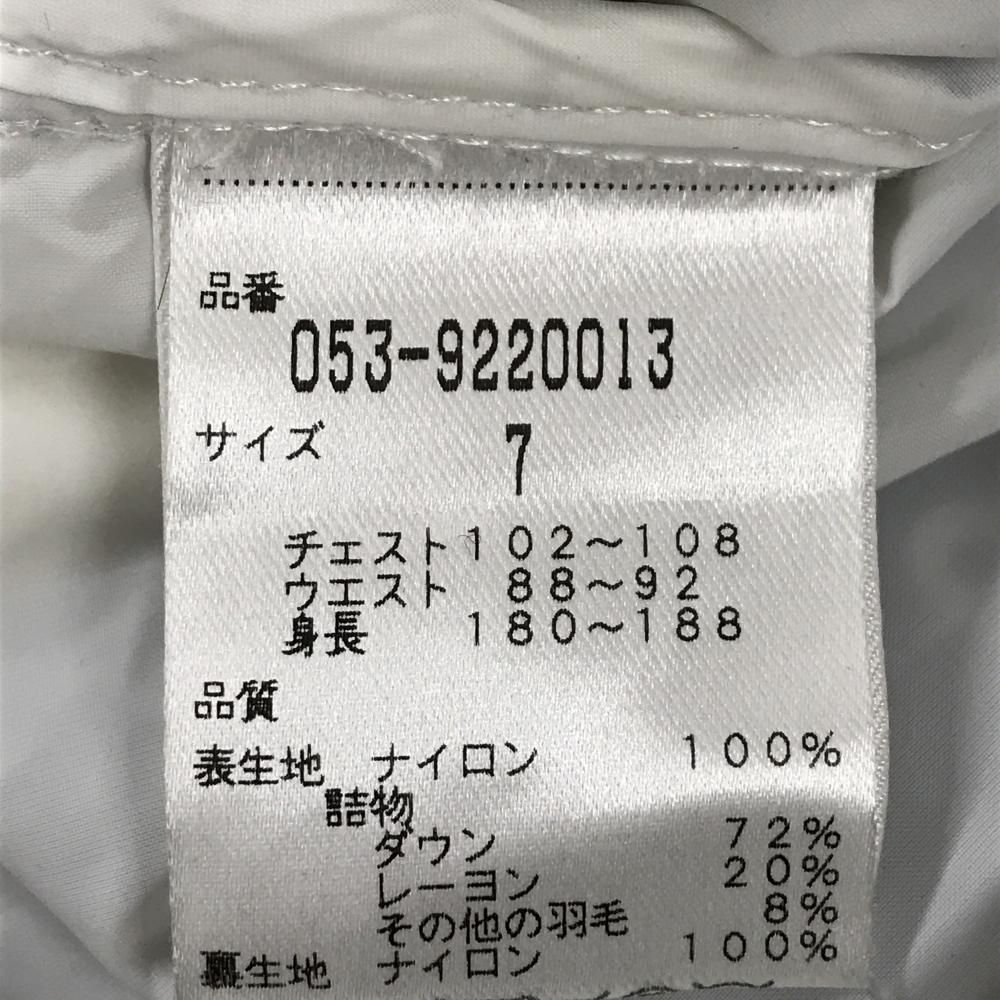 品番
053-9220013
サイズ 7
チェスト 102～108
ウエスト 88～92
身長 180～188
品質
表生地 ナイロン 100%
詰物
ダウン 72%
レーヨン 20%
その他の羽毛 8%
裏生地 ナイロン 100%